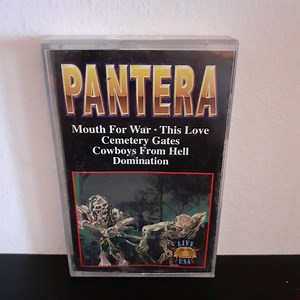 PANTERA
Mouth For War · This Love
Cemetery Gates
Cowboys From Hell
Domination
LIVE
USA